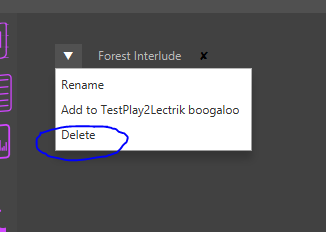 Forest Interlude
Rename
Add to TestPlay2Lectrik boogaloo
Delete